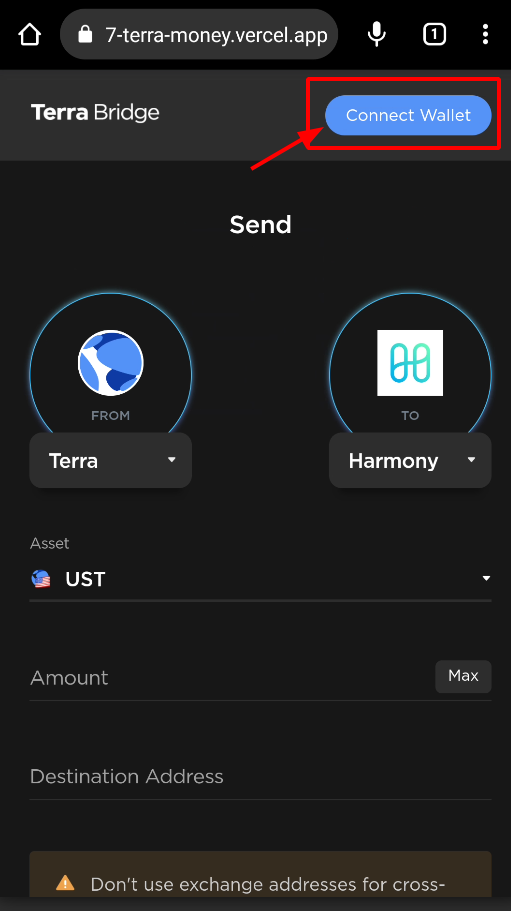 7-terra-money.vercel.app
1
Terra Bridge
Connect Wallet
Send
FROM
TO
Terra
Harmony
Asset
UST
Amount
Max
Destination Address
Don't use exchange addresses for cross-